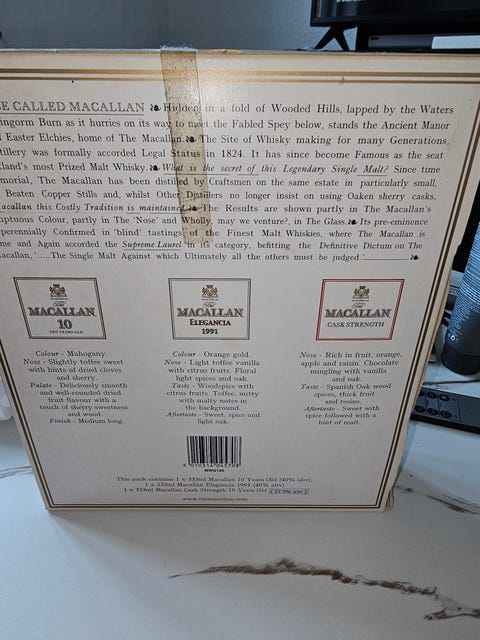 E CALLED MACALLAN ❧ Hidden in a fold of Wooded Hills, lapped by the Waters
ingorm Burn as it hurries on its way to meet the Fabled Spey below, stands the Ancient Manor
Easter Elchies, home of The Macallan. ❧ The Site of Whisky making for many Generations,
tillery was formally accorded Legal Status in 1824. It has since become Famous as the seat
tland's most Prized Malt Whisky. ❧ What is the secret of this Legendary Single Malt? Since time
morial, The Macallan has been distilled by Craftsmen on the same estate in particularly small,
Beaten Copper Stills and, whilst Other Distillers no longer insist on using Oaken sherry casks,
acallan this Costly Tradition is maintained. ❧ The Results are shown partly in The Macallan's
mptuous Colour, partly in The 'Nose' and Wholly, may we venture?, in The Glass. ❧ Its pre-eminence
perennially Confirmed in 'blind' tastings of the Finest Malt Whiskies, where The Macallan is
me and Again accorded the Supreme Laurel in its category, befitting the Definitive Dictum on The
acallan, '.....The Single Malt Against which Ultimately all the others must be judged.'
The
MACALLAN
10
TEN YEARS OLD
Colour - Mahogany.
Nose - Slightly toffee sweet
with hints of dried cloves
and sherry.
Palate - Deliciously smooth
and well-rounded dried
fruit flavour with a
touch of sherry sweetness
and wood.
Finish - Medium long.
The
MACALLAN
ELEGANCIA
1991
Colour - Orange gold.
Nose - Light toffee vanilla
with citrus fruits. Floral
light spices and oak.
Taste - Woodspice with
citrus fruits. Toffee, nutty
with malty notes in
the background.
Aftertaste - Sweet, spice and
light oak.
The
MACALLAN
CASK STRENGTH
Nose - Rich in fruit, orange,
apple and raisin. Chocolate
mingling with vanilla
and oak.
Taste - Spanish Oak wood
spices, thick fruit
and resins.
Aftertaste - Sweet with
spice followed with a
hint of malt.
5 010314 043708
MWG152
This pack contains 1 x 333ml Macallan 10 Years Old (40% abv),
1 x 333ml Macallan Elegancia 1991 (40% abv)
1 x 333ml Macallan Cask Strength 10 Years Old (57.7% abv)
www.themacallan.com